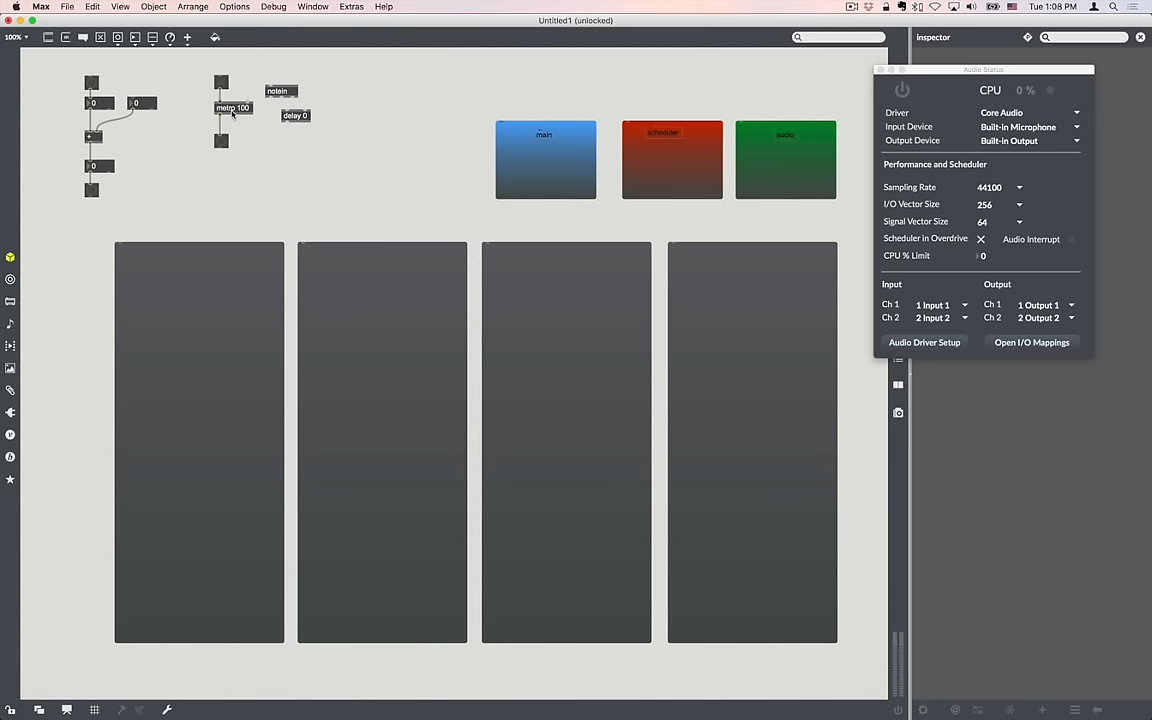 Max File Edit View Object Arrange Options Debug Window Extras Help Tue 1:08 PM
Untitled1 (unlocked)
100%
Inspector
Audio Status
CPU 0 %
Driver Core Audio
Input Device Built-in Microphone
Output Device Built-in Output
Performance and Scheduler
Sampling Rate 44100
I/O Vector Size 256
Signal Vector Size 64
Scheduler in Overdrive Audio Interrupt
CPU % Limit 0
Input Output
Ch 1 1 Input 1 Ch 1 1 Output 1
Ch 2 2 Input 2 Ch 2 2 Output 2
Audio Driver Setup Open I/O Mappings
0 0
+
0
metro 100
notein
delay 0
main scheduler audio